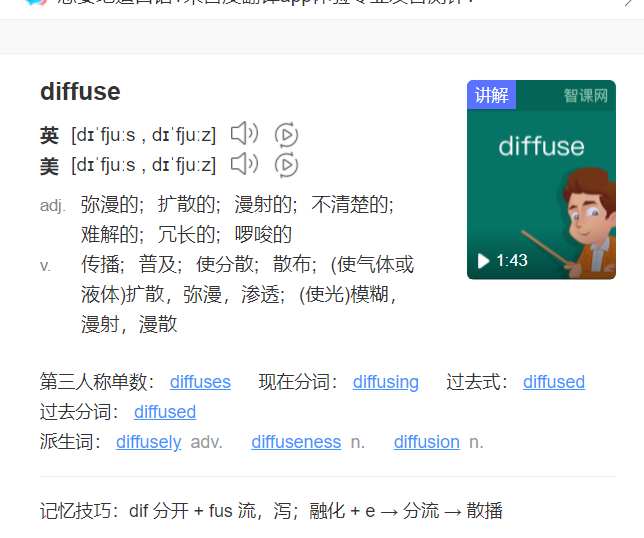 diffuse
讲解 智课网
diffuse
1:43
英 [dɪˈfjuːs , dɪˈfjuːz]
美 [dɪˈfjuːs , dɪˈfjuːz]
adj. 弥漫的；扩散的；漫射的；不清楚的；
难解的；冗长的；啰唆的
v. 传播；普及；使分散；散布；(使气体或
液体)扩散，弥漫，渗透；(使光)模糊，
漫射，漫散
第三人称单数： diffuses 现在分词： diffusing 过去式： diffused
过去分词： diffused
派生词： diffusely adv. diffuseness n. diffusion n.
记忆技巧：dif 分开 + fus 流，泻；融化 + e → 分流 → 散播